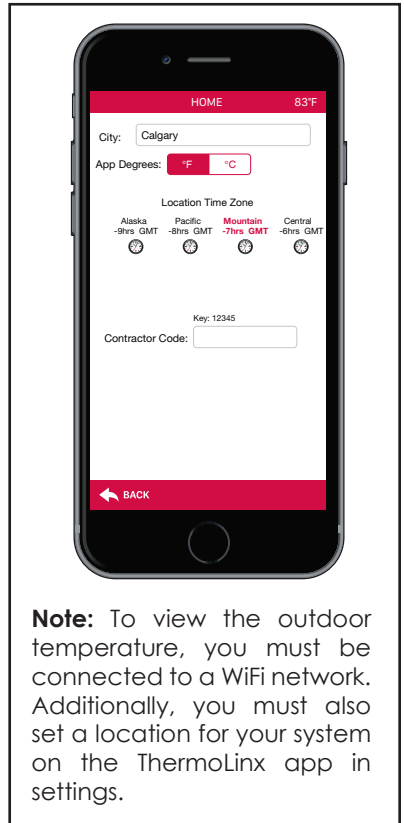 HOME 83°F
City: Calgary
App Degrees: °F °C
Location Time Zone
Alaska Pacific Mountain Central
-9hrs GMT -8hrs GMT -7hrs GMT -6hrs GMT
Key: 12345
Contractor Code:
BACK
Note: To view the outdoor
temperature, you must be
connected to a WiFi network.
Additionally, you must also
set a location for your system
on the ThermoLinx app in
settings.